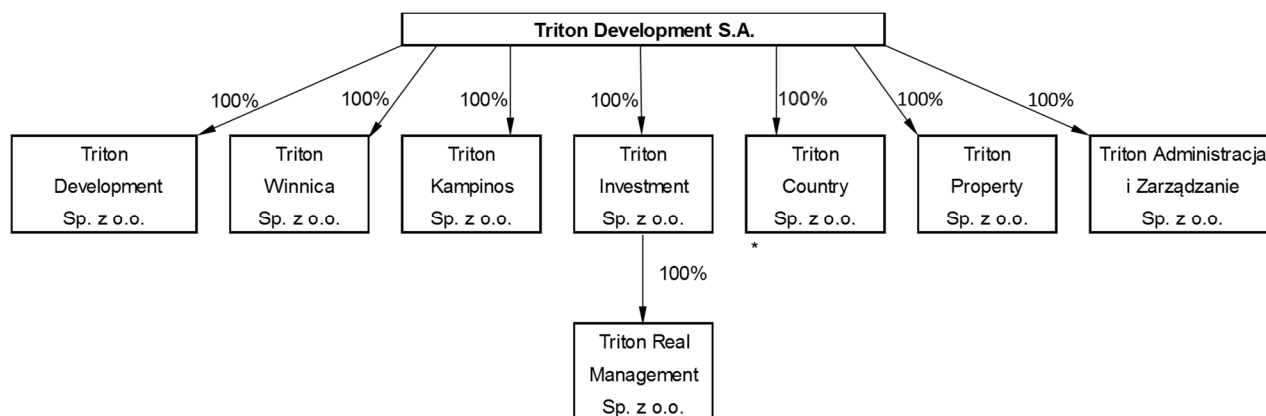 Triton Development S.A.
100%
100%
100%
100%
100%
100%
100%
Triton
Development
Sp. z o.o.
Triton
Winnica
Sp. z o.o.
Triton
Kampinos
Sp. z o.o.
Triton
Investment
Sp. z o.o.
Triton
Country
Sp. z o.o.
Triton
Property
Sp. z o.o.
Triton Administracja
i Zarządzanie
Sp. z o.o.
*
100%
Triton Real
Management
Sp. z o.o.